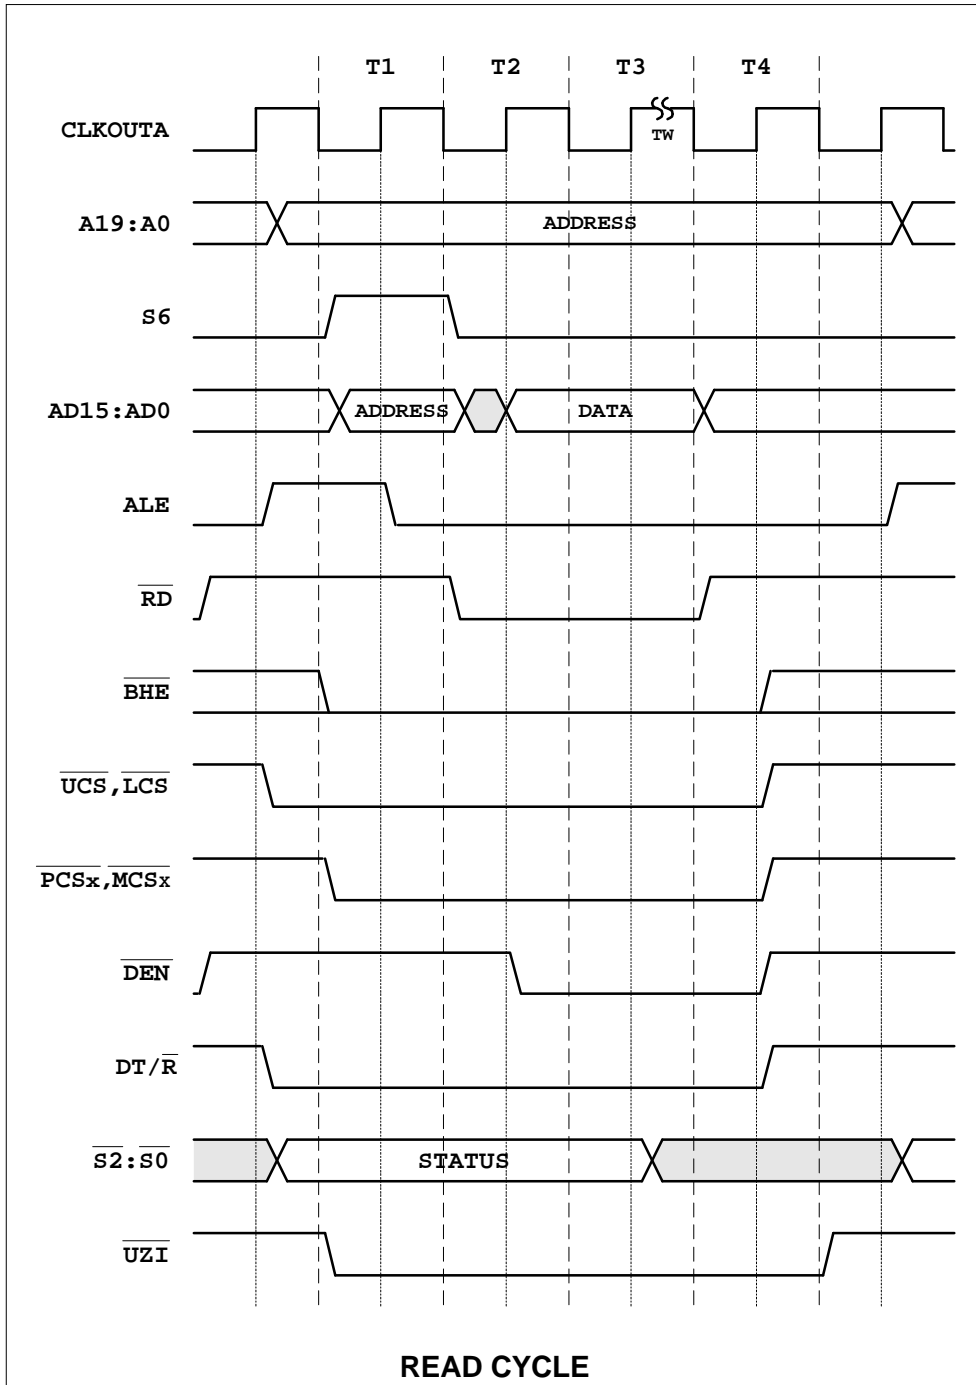 T1 T2 T3 T4
CLKOUTA
TW
A19:A0 ADDRESS
S6
AD15:AD0 ADDRESS DATA
ALE
RD
BHE
UCS,LCS
PCSx,MCSx
DEN
DT/R
S2:S0 STATUS
UZI
READ CYCLE